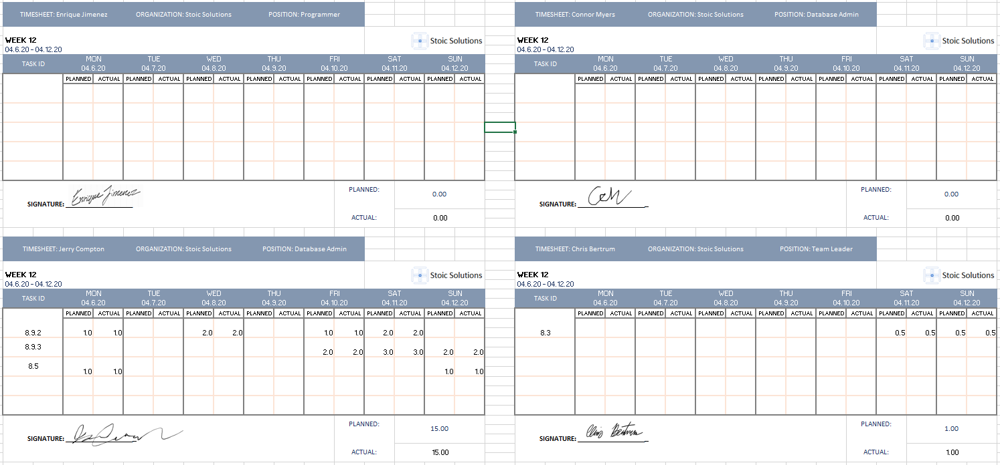 TIMESHEET: Enrique Jimenez ORGANIZATION: Stoic Solutions POSITION: Programmer
WEEK 12
04.6.20 - 04.12.20
Stoic Solutions
TASK ID MON TUE WED THU FRI SAT SUN
04.6.20 04.7.20 04.8.20 04.9.20 04.10.20 04.11.20 04.12.20
PLANNED ACTUAL PLANNED ACTUAL PLANNED ACTUAL PLANNED ACTUAL PLANNED ACTUAL PLANNED ACTUAL PLANNED ACTUAL
SIGNATURE: Enrique Jimenez
PLANNED: 0.00
ACTUAL: 0.00
TIMESHEET: Connor Myers ORGANIZATION: Stoic Solutions POSITION: Database Admin
WEEK 12
04.6.20 - 04.12.20
Stoic Solutions
TASK ID MON TUE WED THU FRI SAT SUN
04.6.20 04.7.20 04.8.20 04.9.20 04.10.20 04.11.20 04.12.20
PLANNED ACTUAL PLANNED ACTUAL PLANNED ACTUAL PLANNED ACTUAL PLANNED ACTUAL PLANNED ACTUAL PLANNED ACTUAL
SIGNATURE:
PLANNED: 0.00
ACTUAL: 0.00
TIMESHEET: Jerry Compton ORGANIZATION: Stoic Solutions POSITION: Database Admin
WEEK 12
04.6.20 - 04.12.20
Stoic Solutions
TASK ID MON TUE WED THU FRI SAT SUN
04.6.20 04.7.20 04.8.20 04.9.20 04.10.20 04.11.20 04.12.20
PLANNED ACTUAL PLANNED ACTUAL PLANNED ACTUAL PLANNED ACTUAL PLANNED ACTUAL PLANNED ACTUAL PLANNED ACTUAL
8.9.2 1.0 1.0 2.0 2.0 1.0 1.0 2.0 2.0
8.9.3 2.0 2.0 3.0 3.0 2.0 2.0
8.5 1.0 1.0 1.0 1.0
SIGNATURE:
PLANNED: 15.00
ACTUAL: 15.00
TIMESHEET: Chris Bertrum ORGANIZATION: Stoic Solutions POSITION: Team Leader
WEEK 12
04.6.20 - 04.12.20
Stoic Solutions
TASK ID MON TUE WED THU FRI SAT SUN
04.6.20 04.7.20 04.8.20 04.9.20 04.10.20 04.11.20 04.12.20
PLANNED ACTUAL PLANNED ACTUAL PLANNED ACTUAL PLANNED ACTUAL PLANNED ACTUAL PLANNED ACTUAL PLANNED ACTUAL
8.3 0.5 0.5 0.5 0.5
SIGNATURE: Chris Bertrum
PLANNED: 1.00
ACTUAL: 1.00